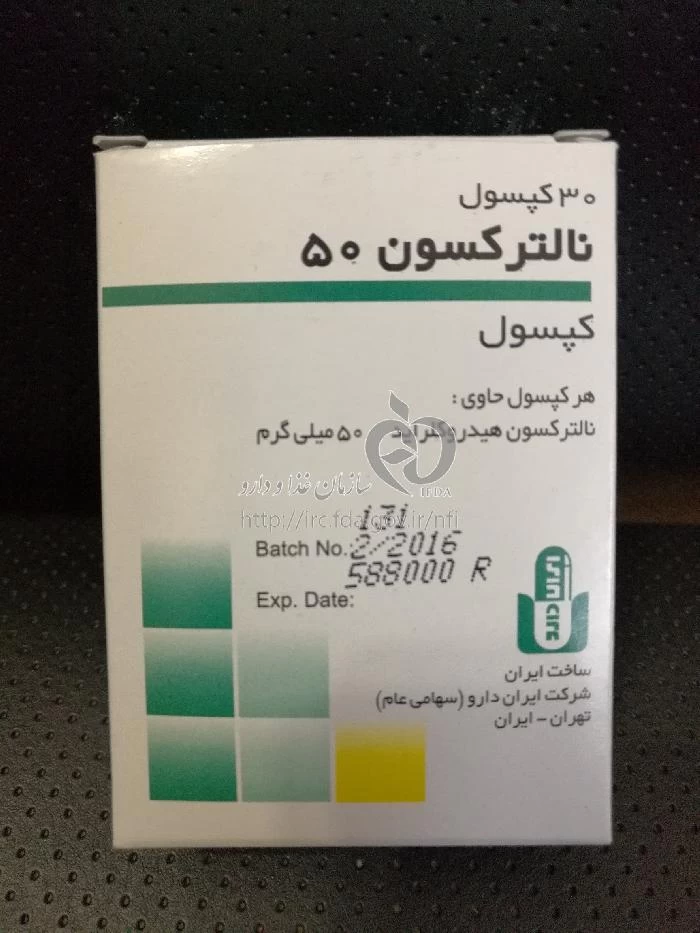 ۳۰ کپسول
نالترکسون ۵۰
کپسول
هر کپسول حاوی :
نالترکسون هیدروکلراید ۵۰ میلی گرم
سازمان غذا و دارو
IFDA
http://irc.fda.gov.ir/nfi
Batch No.:
2/2016
588000 R
Exp. Date:
ساخت ایران
شرکت ایران دارو (سهامی عام)
تهران - ایران